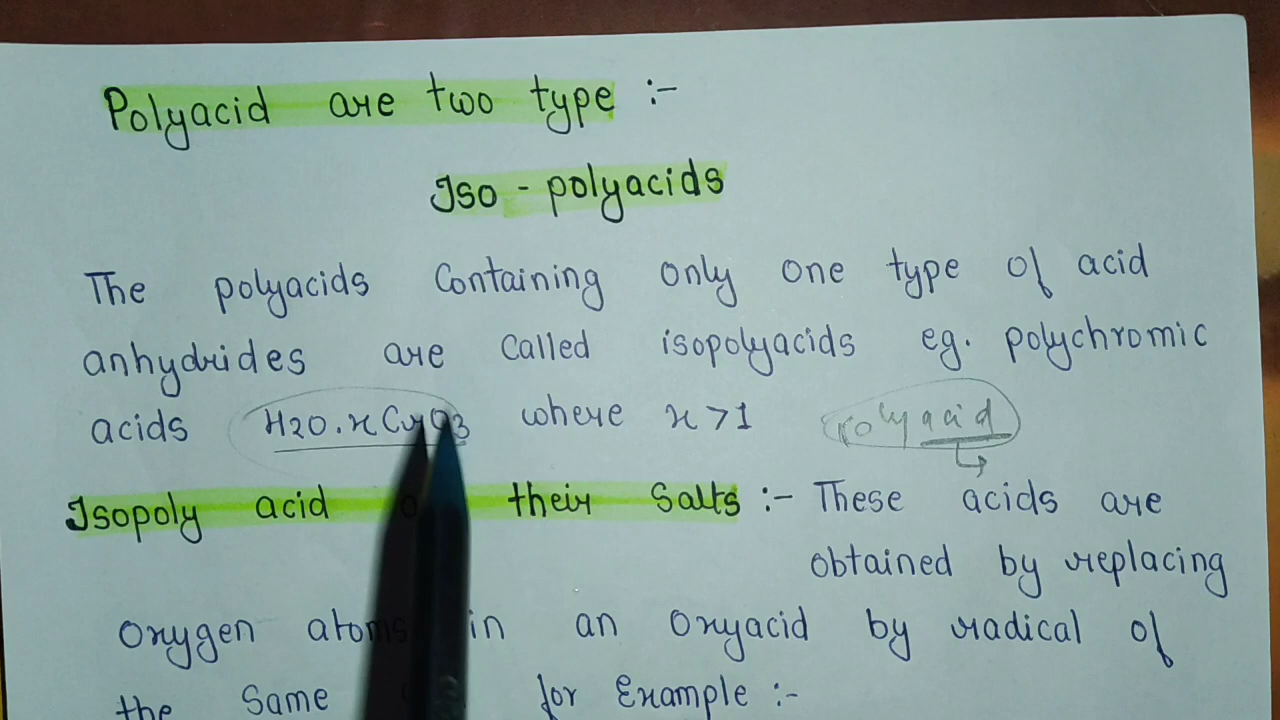 Polyacid are two type :-
Iso - polyacids
The polyacids Containing only one type of acid
anhydrides are Called isopolyacids eg. polychromic
acids H2O.xCrO3 where x>1 Polyacid
Isopoly acid their Salts :- These acids are
obtained by replacing
Oxygen atoms in an Oxyacid by radical of
the Same for Example :-